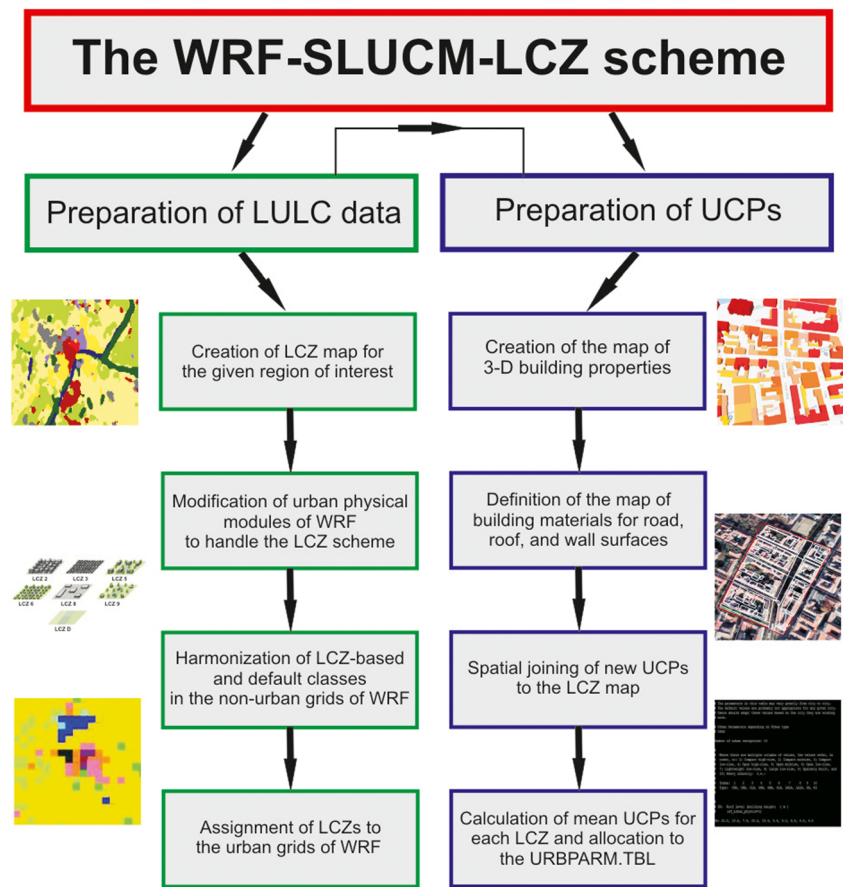 The WRF-SLUCM-LCZ scheme
Preparation of LULC data
Preparation of UCPs
Creation of LCZ map for
the given region of interest
Creation of the map of
3-D building properties
Modification of urban physical
modules of WRF
to handle the LCZ scheme
Definition of the map of
building materials for road,
roof, and wall surfaces
LCZ 2 LCZ 3 LCZ 5
LCZ 6 LCZ 8 LCZ 9
LCZ D
Harmonization of LCZ-based
and default classes
in the non-urban grids of WRF
Spatial joining of new UCPs
to the LCZ map
Assignment of LCZs to
the urban grids of WRF
Calculation of mean UCPs for
each LCZ and allocation to
the URBPARM.TBL